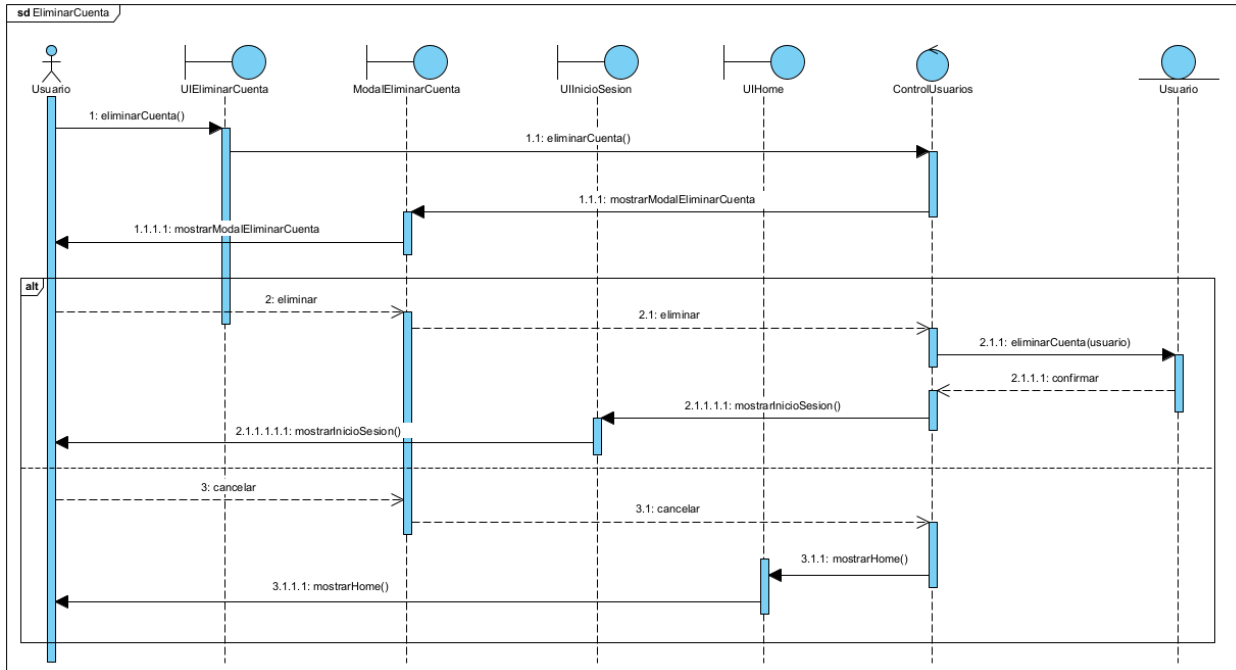 sd EliminarCuenta
Usuario
UIEliminarCuenta
ModalEliminarCuenta
UIInicioSesion
UIHome
ControlUsuarios
Usuario
1: eliminarCuenta()
1.1: eliminarCuenta()
1.1.1: mostrarModalEliminarCuenta
1.1.1.1: mostrarModalEliminarCuenta
alt
2: eliminar
2.1: eliminar
2.1.1: eliminarCuenta(usuario)
2.1.1.1: confirmar
2.1.1.1.1: mostrarInicioSesion()
2.1.1.1.1.1: mostrarInicioSesion()
3: cancelar
3.1: cancelar
3.1.1: mostrarHome()
3.1.1.1: mostrarHome()